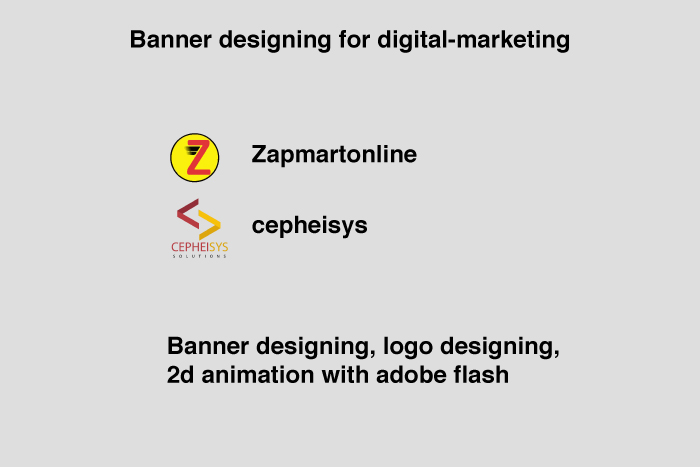 Banner designing for digital-marketing
Z
Zapmartonline
cepheisys
CEPHEISYS
SOLUTIONS
Banner designing, logo designing,
2d animation with adobe flash